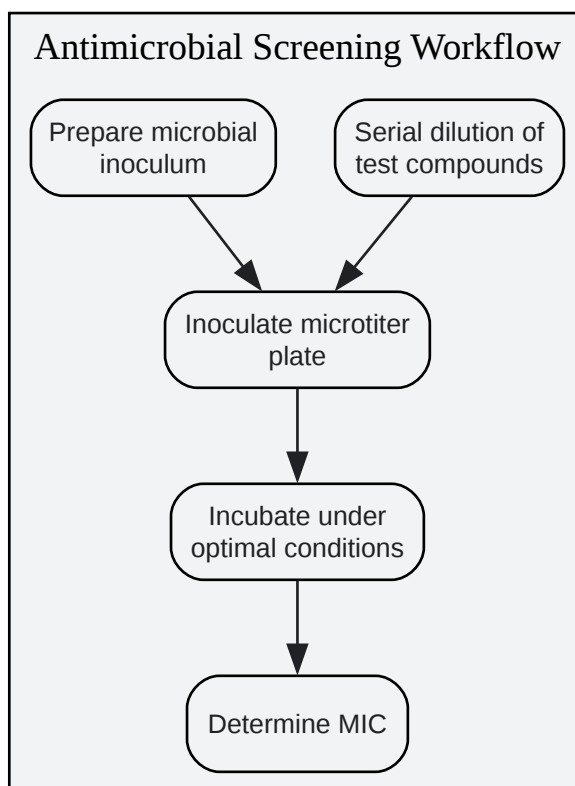 Antimicrobial Screening Workflow
Prepare microbial
inoculum
Serial dilution of
test compounds
Inoculate microtiter
plate
Incubate under
optimal conditions
Determine MIC